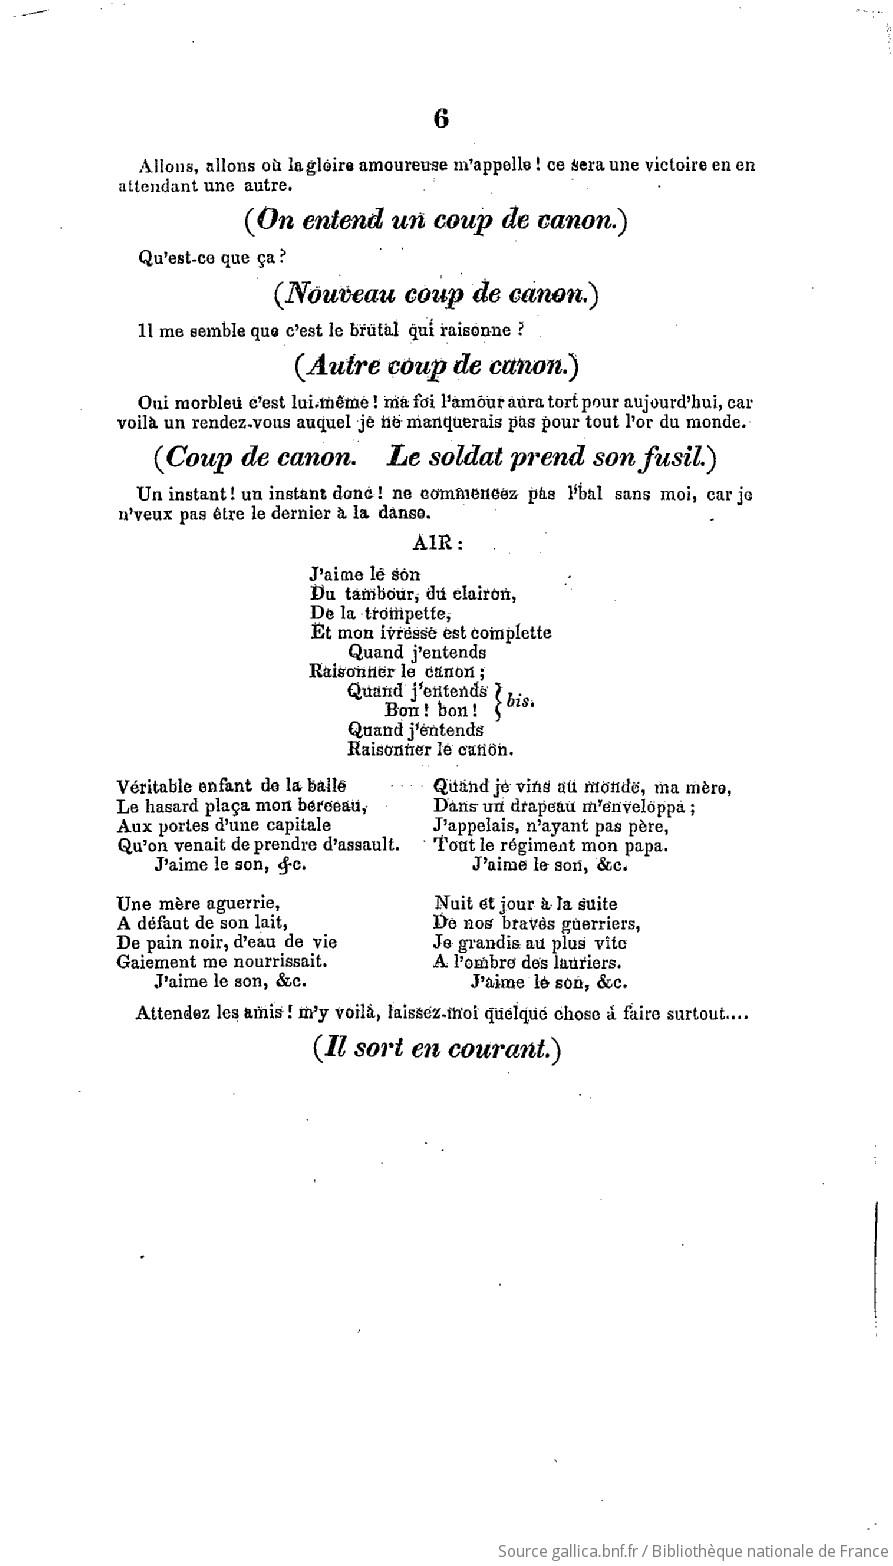 6
Allons, allons où la gloire amoureuse m'appelle ! ce sera une victoire en en
attendant une autre.
(On entend un coup de canon.)
Qu'est-ce que ça ?
(Nouveau coup de canon.)
Il me semble que c'est le brutal qui raisonne ?
(Autre coup de canon.)
Oui morbleu c'est lui-même ! ma foi l'amour aura tort pour aujourd'hui, car
voilà un rendez-vous auquel je ne manquerais pas pour tout l'or du monde.
(Coup de canon. Le soldat prend son fusil.)
Un instant ! un instant donc ! ne commencez pas l'bal sans moi, car je
n'veux pas être le dernier à la danse.
AIR :
J'aime le son
Du tambour, du clairon,
De la trompette,
Et mon ivresse est complette
Quand j'entends
Raisonner le canon ;
Quand j'entends
Bon ! bon ! } bis.
Quand j'entends
Raisonner le canon.
Véritable enfant de la balle
Le hasard plaça mon berceau,
Aux portes d'une capitale
Qu'on venait de prendre d'assault.
J'aime le son, &c.
Quand je vins au monde, ma mère,
Dans un drapeau m'enveloppa ;
J'appelais, n'ayant pas père,
Tout le régiment mon papa.
J'aime le son, &c.
Une mère aguerrie,
A défaut de son lait,
De pain noir, d'eau de vie
Gaiement me nourrissait.
J'aime le son, &c.
Nuit et jour à la suite
De nos braves guerriers,
Je grandis au plus vite
A l'ombre des lauriers.
J'aime le son, &c.
Attendez les amis ! m'y voilà, laissez-moi quelque chose á faire surtout....
(Il sort en courant.)
Source gallica.bnf.fr / Bibliothèque nationale de France